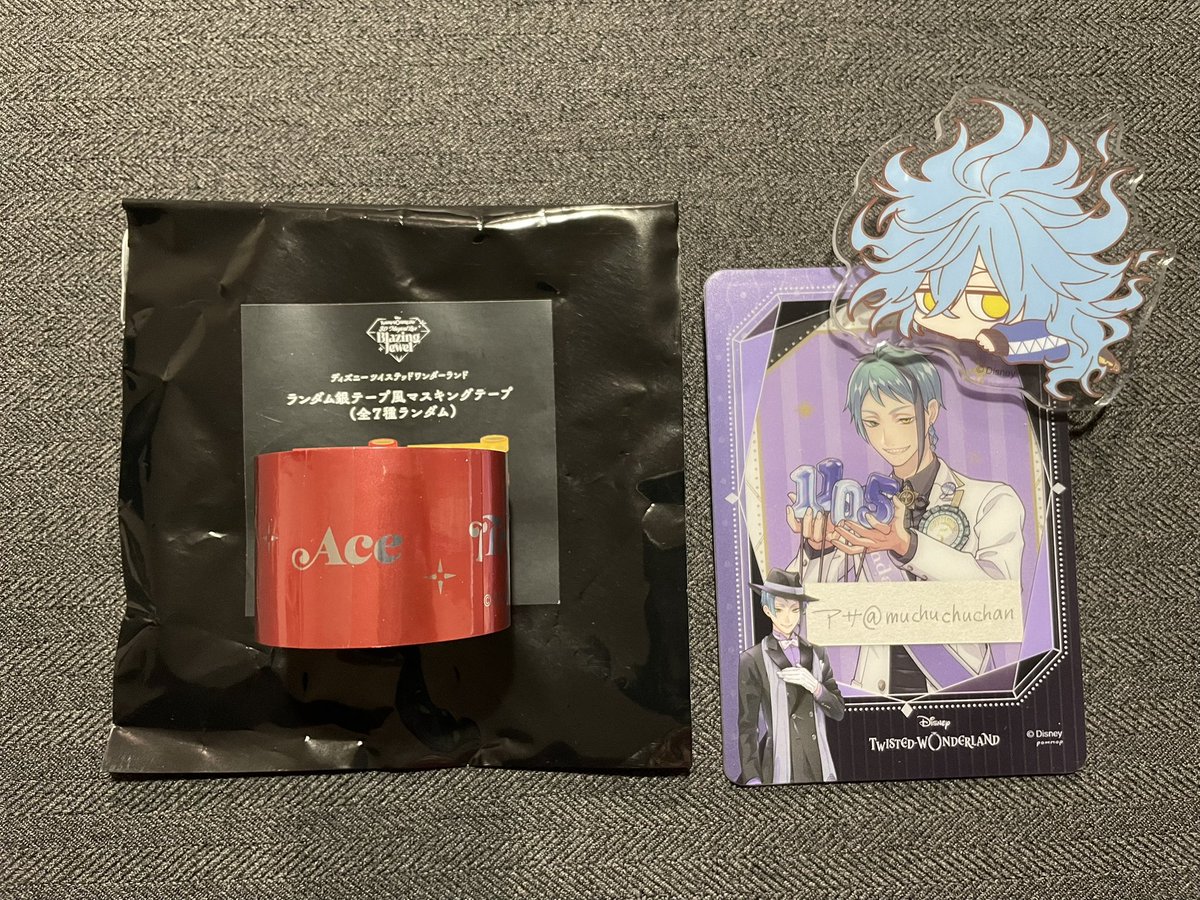 Blazing
Jewel
ディズニー ツイステッドワンダーランド
ランダム銀テープ風マスキングテープ
(全7種ランダム)
Ace
©
© Disney
1105
アサ@muchuchuchan
Disney
TWISTED-WONDERLAND
© Disney